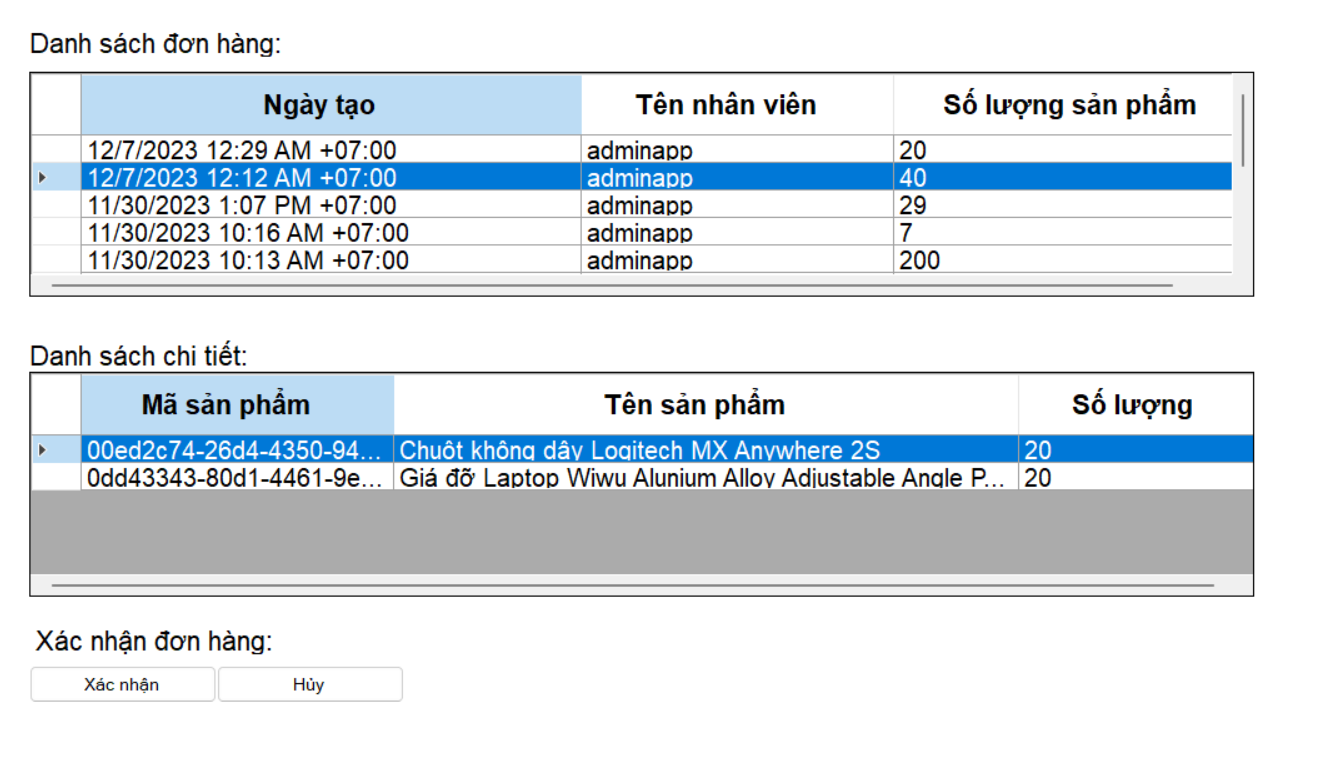 Danh sách đơn hàng:
Ngày tạo Tên nhân viên Số lượng sản phẩm
12/7/2023 12:29 AM +07:00 adminapp 20
12/7/2023 12:12 AM +07:00 adminapp 40
11/30/2023 1:07 PM +07:00 adminapp 29
11/30/2023 10:16 AM +07:00 adminapp 7
11/30/2023 10:13 AM +07:00 adminapp 200
Danh sách chi tiết:
Mã sản phẩm Tên sản phẩm Số lượng
00ed2c74-26d4-4350-94... Chuột không dây Logitech MX Anywhere 2S 20
0dd43343-80d1-4461-9e... Giá đỡ Laptop Wiwu Alunium Alloy Adjustable Angle P... 20
Xác nhận đơn hàng:
Xác nhận Hủy